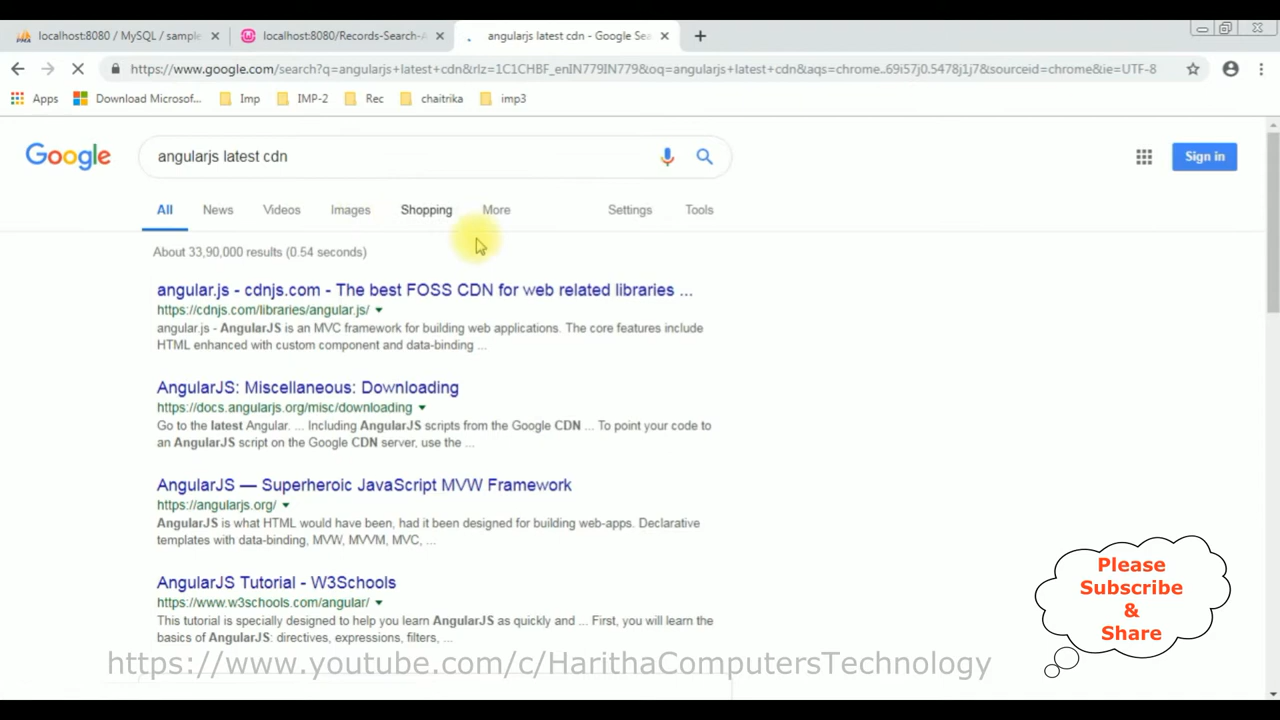 localhost:8080 / MySQL / sample
localhost:8080/Records-Search-A
angularjs latest cdn - Google Sea
https://www.google.com/search?q=angularjs+latest+cdn&rlz=1C1CHBF_enIN779IN779&oq=angularjs+latest+cdn&aqs=chrome..69i57j0.5478j1j7&sourceid=chrome&ie=UTF-8
Apps
Download Microsof...
Imp
IMP-2
Rec
chaitrika
imp3
Google
angularjs latest cdn
Sign in
All
News
Videos
Images
Shopping
More
Settings
Tools
About 33,90,000 results (0.54 seconds)
angular.js - cdnjs.com - The best FOSS CDN for web related libraries ...
https://cdnjs.com/libraries/angular.js/
angular.js - AngularJS is an MVC framework for building web applications. The core features include
HTML enhanced with custom component and data-binding ...
AngularJS: Miscellaneous: Downloading
https://docs.angularjs.org/misc/downloading
Go to the latest Angular. ... Including AngularJS scripts from the Google CDN ... To point your code to
an AngularJS script on the Google CDN server, use the ...
AngularJS — Superheroic JavaScript MVW Framework
https://angularjs.org/
AngularJS is what HTML would have been, had it been designed for building web-apps. Declarative
templates with data-binding, MVW, MVVM, MVC, ...
AngularJS Tutorial - W3Schools
https://www.w3schools.com/angular/
This tutorial is specially designed to help you learn AngularJS as quickly and ... First, you will learn the
basics of AngularJS: directives, expressions, filters, ...
Please
Subscribe
&
Share
https://www.youtube.com/c/HarithaComputersTechnology